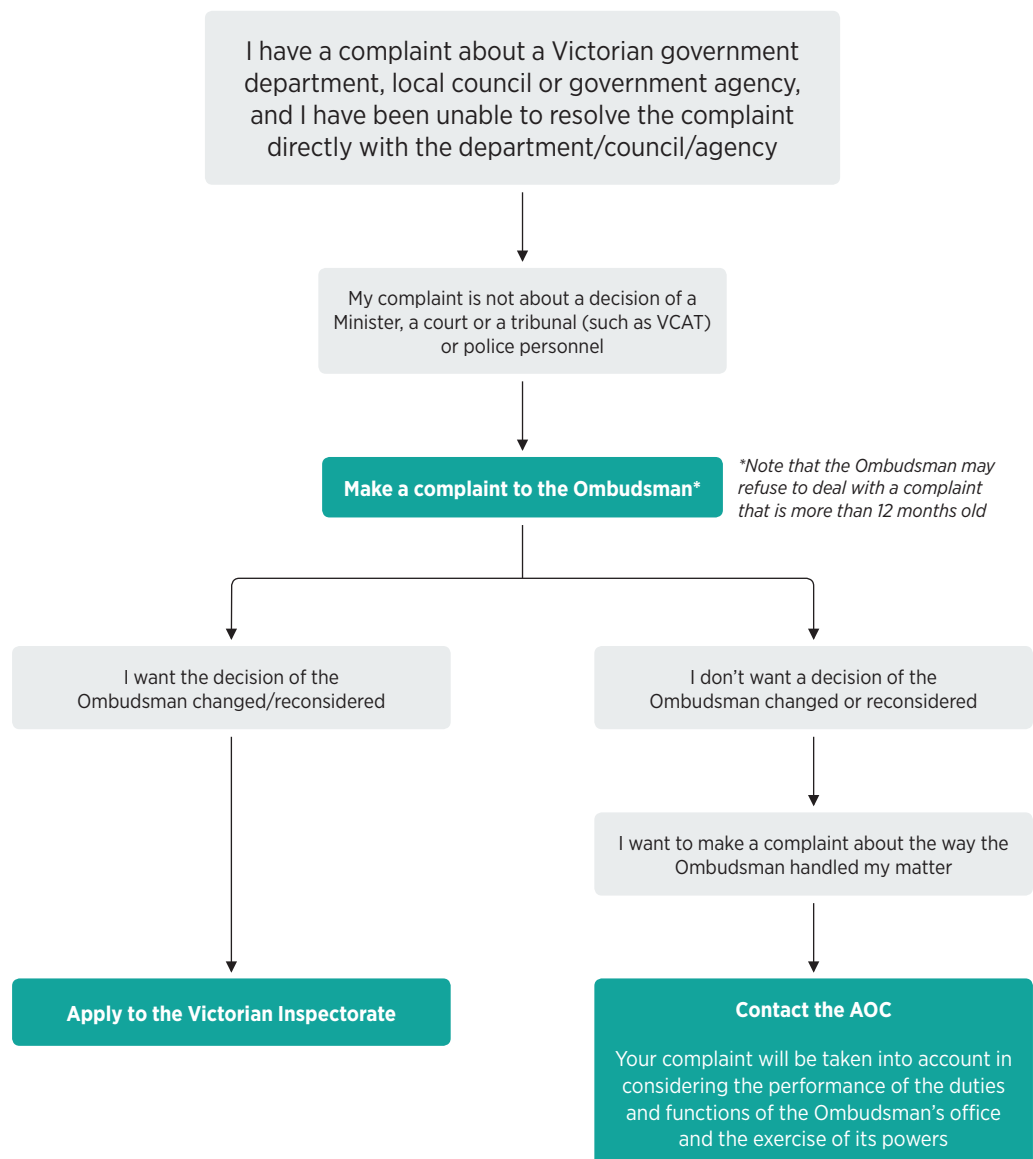 I have a complaint about a Victorian government
department, local council or government agency,
and I have been unable to resolve the complaint
directly with the department/council/agency
My complaint is not about a decision of a
Minister, a court or a tribunal (such as VCAT)
or police personnel
Make a complaint to the Ombudsman*
*Note that the Ombudsman may
refuse to deal with a complaint
that is more than 12 months old
I want the decision of the
Ombudsman changed/reconsidered
I don’t want a decision of the
Ombudsman changed or reconsidered
I want to make a complaint about the way the
Ombudsman handled my matter
Apply to the Victorian Inspectorate
Contact the AOC
Your complaint will be taken into account in
considering the performance of the duties
and functions of the Ombudsman’s office
and the exercise of its powers